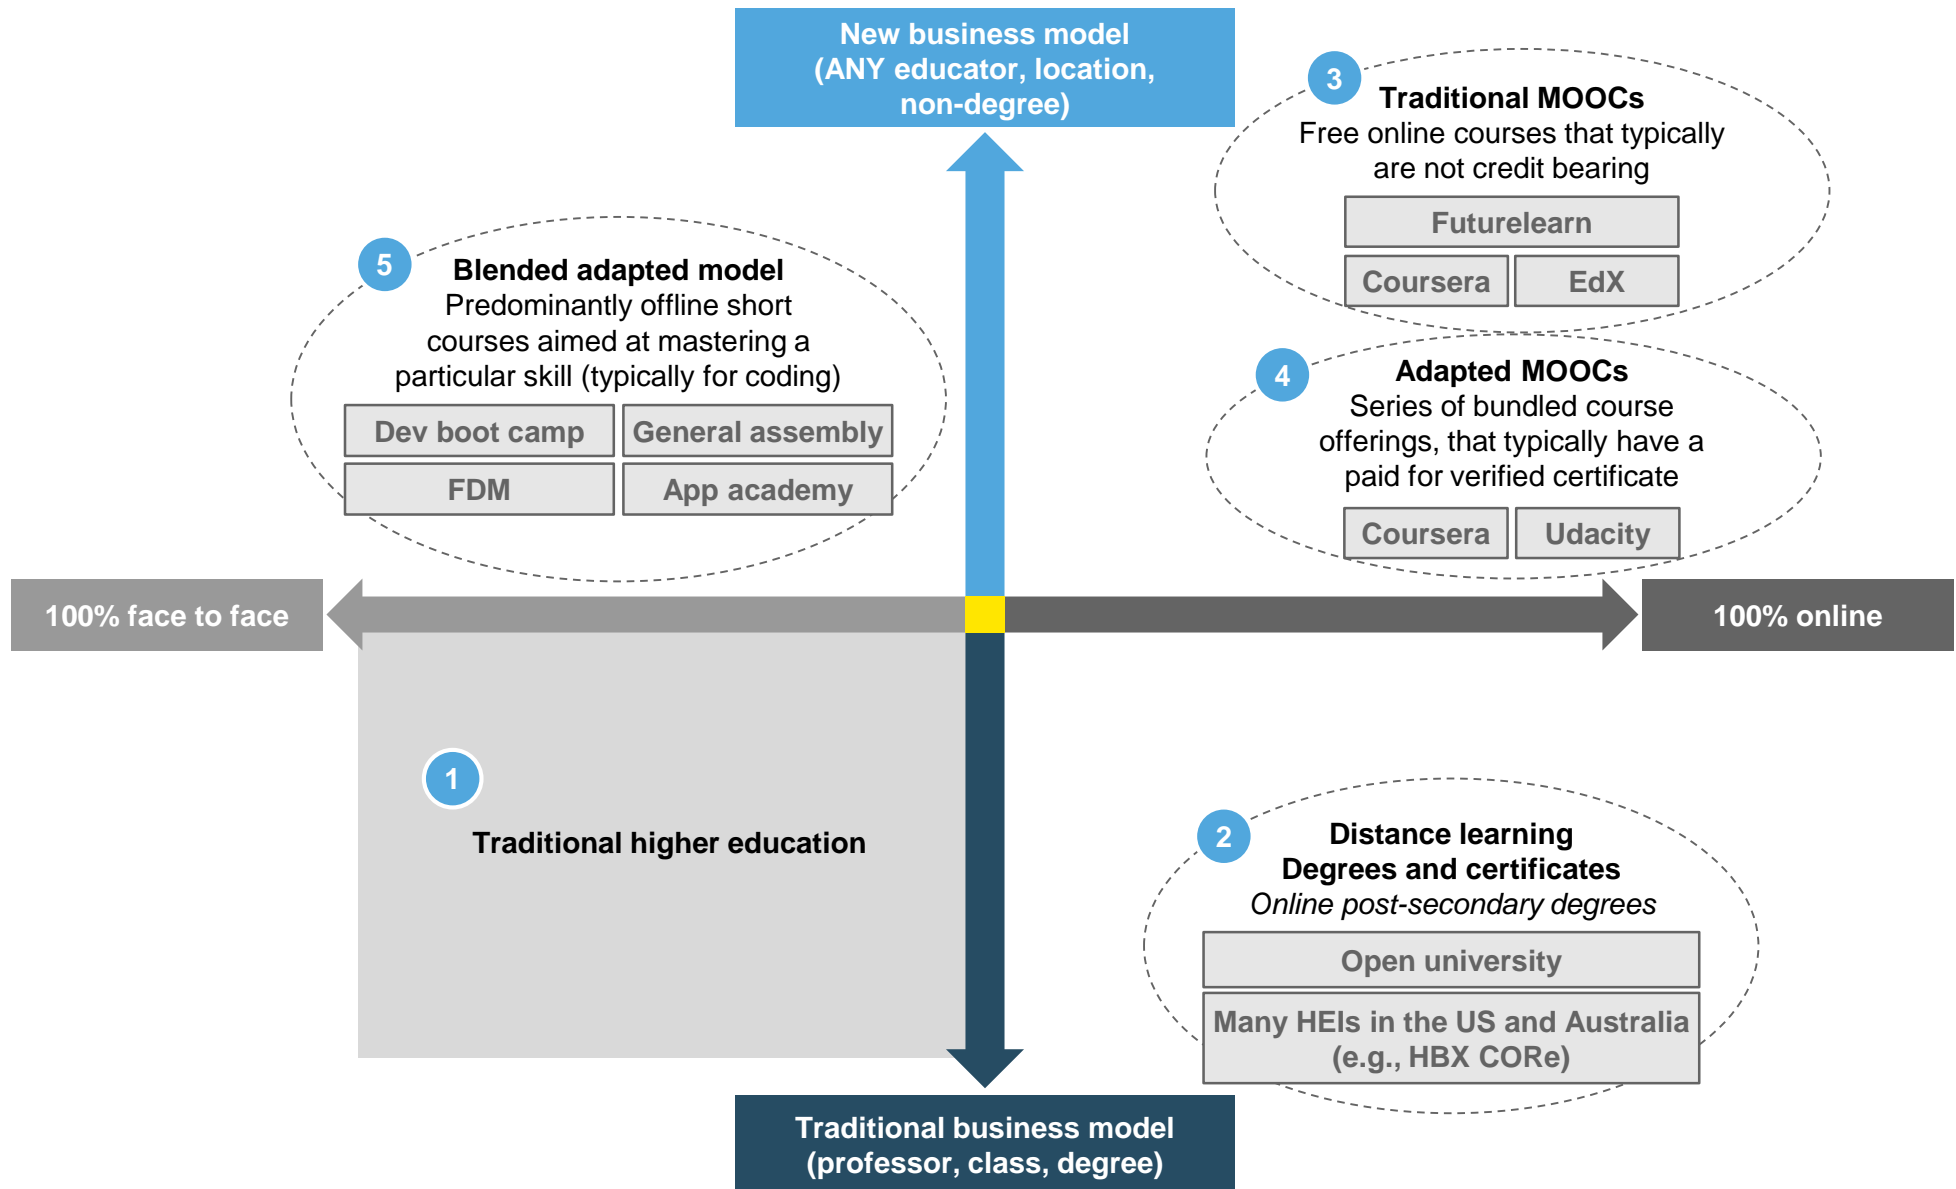 New business model
(ANY educator, location,
non-degree)
3
Traditional MOOCs
Free online courses that typically
are not credit bearing
Futurelearn
Coursera
EdX
5
Blended adapted model
Predominantly offline short
courses aimed at mastering a
particular skill (typically for coding)
Dev boot camp
General assembly
FDM
App academy
4
Adapted MOOCs
Series of bundled course
offerings, that typically have a
paid for verified certificate
Coursera
Udacity
100% face to face
100% online
1
Traditional higher education
2
Distance learning
Degrees and certificates
Online post-secondary degrees
Open university
Many HEIs in the US and Australia
(e.g., HBX CORe)
Traditional business model
(professor, class, degree)